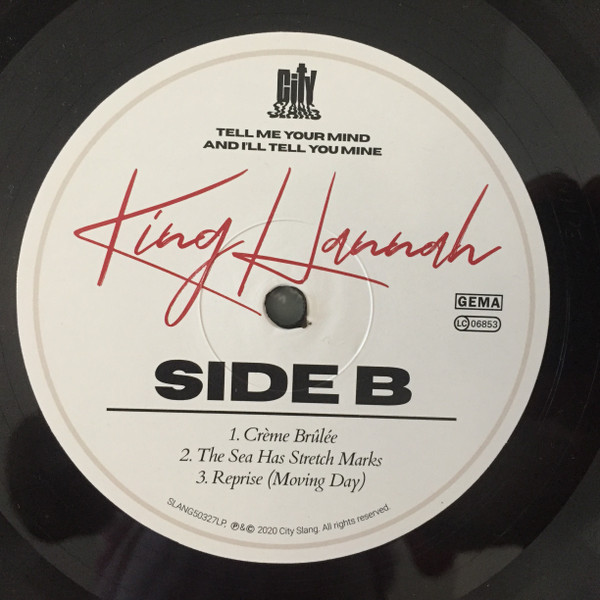 CITY
SLANG
TELL ME YOUR MIND
AND I'LL TELL YOU MINE
King Hannah
GEMA
LC 06853
SIDE B
1. Crème Brûlée
2. The Sea Has Stretch Marks
3. Reprise (Moving Day)
SLANG50327LP, ℗&© 2020 City Slang. All rights reserved.